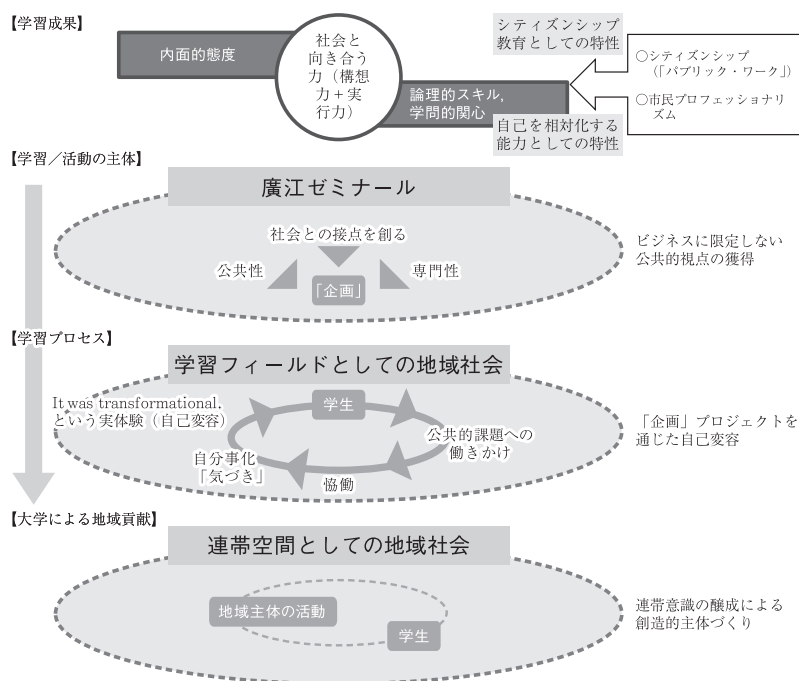 【学習成果】
内面的態度
社会と
向き合う
力（構想
力＋実
行力）
論理的スキル,
学問的関心
シティズンシップ
教育としての特性
自己を相対化する
能力としての特性
○シティズンシップ
（「パブリック・ワーク」）
○市民プロフェッショナリ
ズム
【学習／活動の主体】
廣江ゼミナール
社会との接点を創る
公共性
専門性
「企画」
ビジネスに限定しない
公共的視点の獲得
【学習プロセス】
学習フィールドとしての地域社会
It was transformational,
という実体験（自己変容）
学生
公共的課題への
働きかけ
自分事化
「気づき」
恊働
「企画」プロジェクトを
通じた自己変容
【大学による地域貢献】
連帯空間としての地域社会
地域主体の活動
学生
連帯意識の醸成による
創造的主体づくり